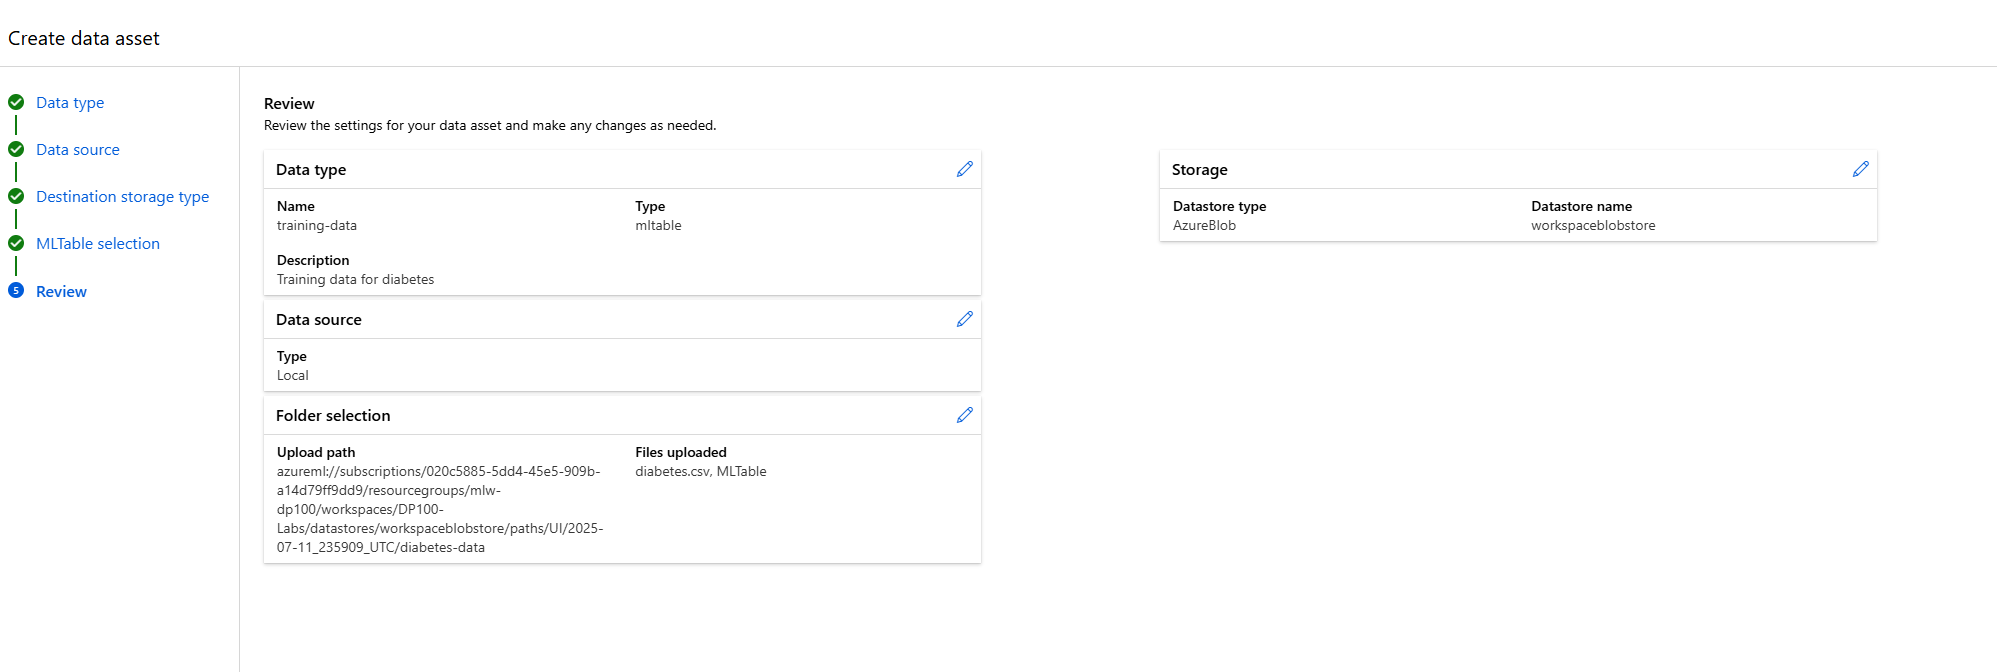 Create data asset
Data type
Data source
Destination storage type
MLTable selection
5
Review
Review
Review the settings for your data asset and make any changes as needed.
Data type
Name
training-data
Type
mltable
Description
Training data for diabetes
Data source
Type
Local
Folder selection
Upload path
azureml://subscriptions/020c5885-5dd4-45e5-909b-
a14d79ff9dd9/resourcegroups/mlw-
dp100/workspaces/DP100-
Labs/datastores/workspaceblobstore/paths/UI/2025-
07-11_235909_UTC/diabetes-data
Files uploaded
diabetes.csv, MLTable
Storage
Datastore type
AzureBlob
Datastore name
workspaceblobstore